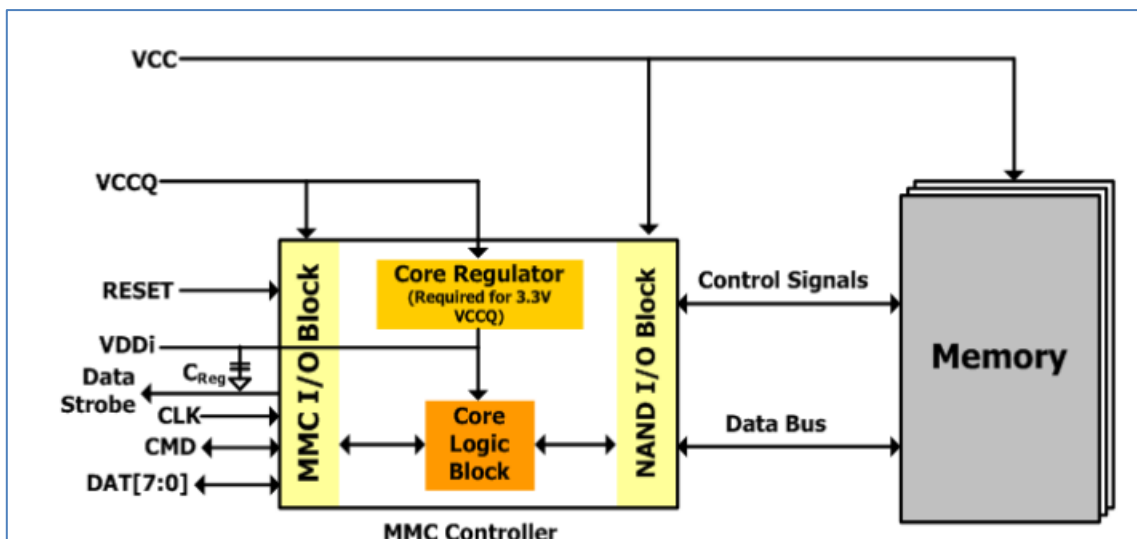 VCC
VCCQ
RESET
VDDi
CReg
Data
Strobe
CLK
CMD
DAT[7:0]
MMC I/O Block
Core Regulator
(Required for 3.3V
VCCQ)
Core
Logic
Block
NAND I/O Block
Control Signals
Data Bus
Memory
MMC Controller